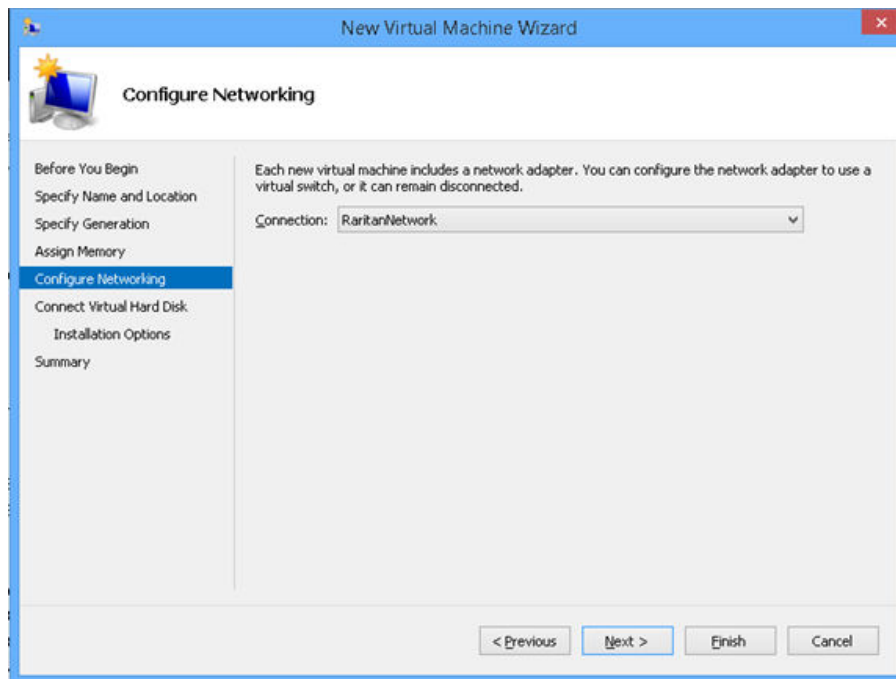 New Virtual Machine Wizard
Configure Networking
Before You Begin
Specify Name and Location
Specify Generation
Assign Memory
Configure Networking
Connect Virtual Hard Disk
Installation Options
Summary
Each new virtual machine includes a network adapter. You can configure the network adapter to use a
virtual switch, or it can remain disconnected.
Connection: RaritanNetwork
< Previous Next > Finish Cancel